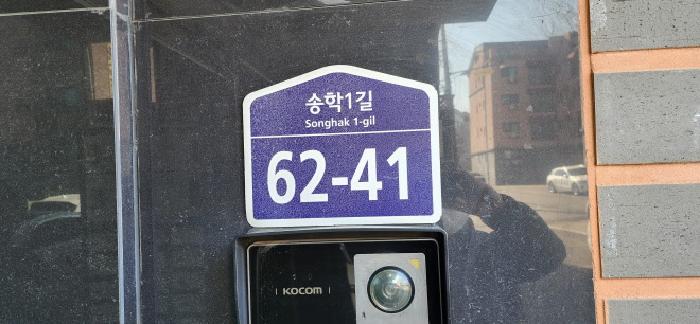 송학1길
Songhak 1-gil
62-41
KOCOM